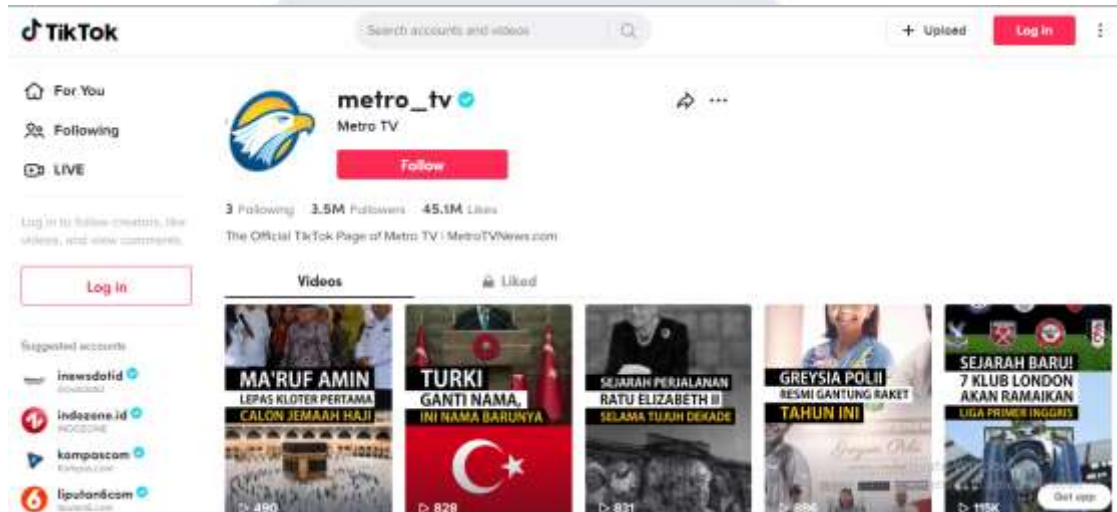 TikTok
Search accounts and videos
+ Upload
Log in
For You
Following
LIVE
Log in to follow creators, like
videos, and view comments.
Log in
Suggested accounts
inewsdotid
indozone.id
INDOZONE
kompascom
Kompas.com
liputan6com
metro_tv
Metro TV
Follow
3 Following 3.5M Followers 45.1M Likes
The Official TikTok Page of Metro TV | MetroTVNews.com
Videos
Liked
MA'RUF AMIN
LEPAS KLOTER PERTAMA
CALON JEMAAH HAJI
490
TURKI
GANTI NAMA,
INI NAMA BARUNYA
828
SEJARAH PERJALANAN
RATU ELIZABETH II
SELAMA TUJUH DEKADE
831
GREYSIA POLII
RESMI GANTUNG RAKET
TAHUN INI
Greysia Polii
SEJARAH BARU!
7 KLUB LONDON
AKAN RAMAIKAN
LIGA PRIMER INGGRIS
115K
Get app